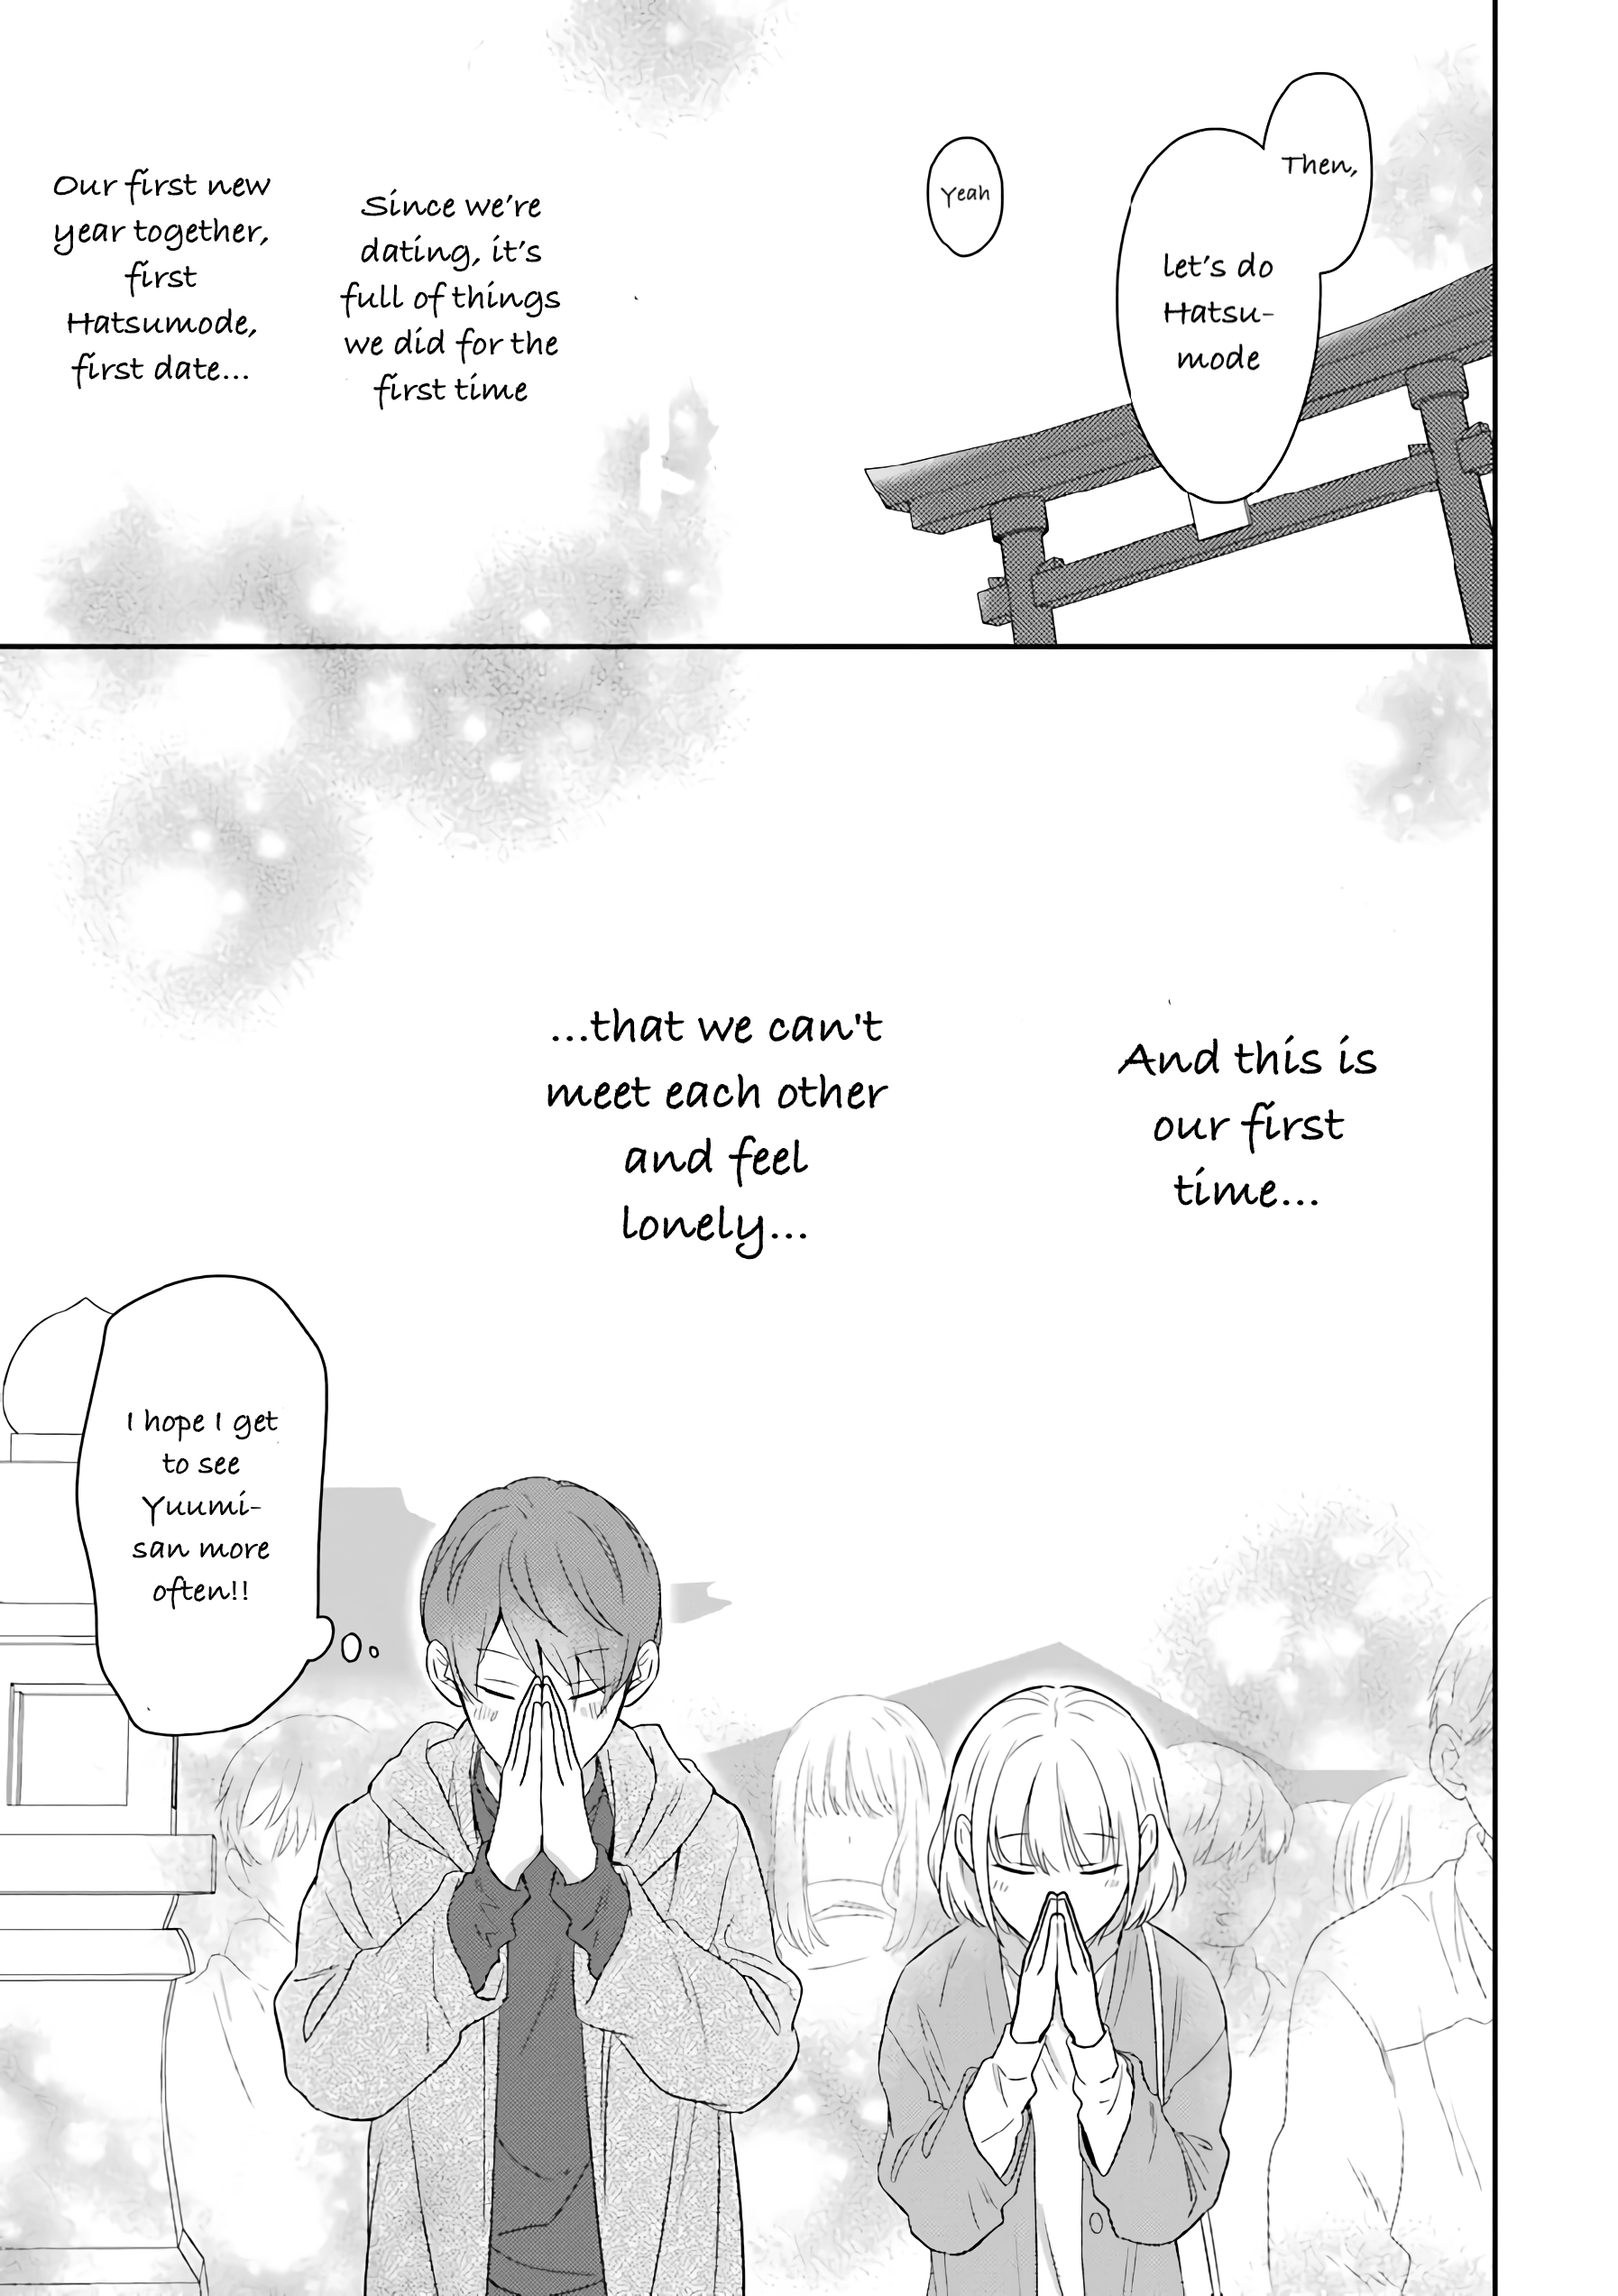 Then,
let's do
Hatsu-
mode
Yeah
Since we're
dating, it's
full of things
we did for the
first time
Our first new
year together,
first
Hatsumode,
first date...
And this is
our first
time...
...that we can't
meet each other
and feel
lonely...
I hope I get
to see
Yuumi-
san more
often!!